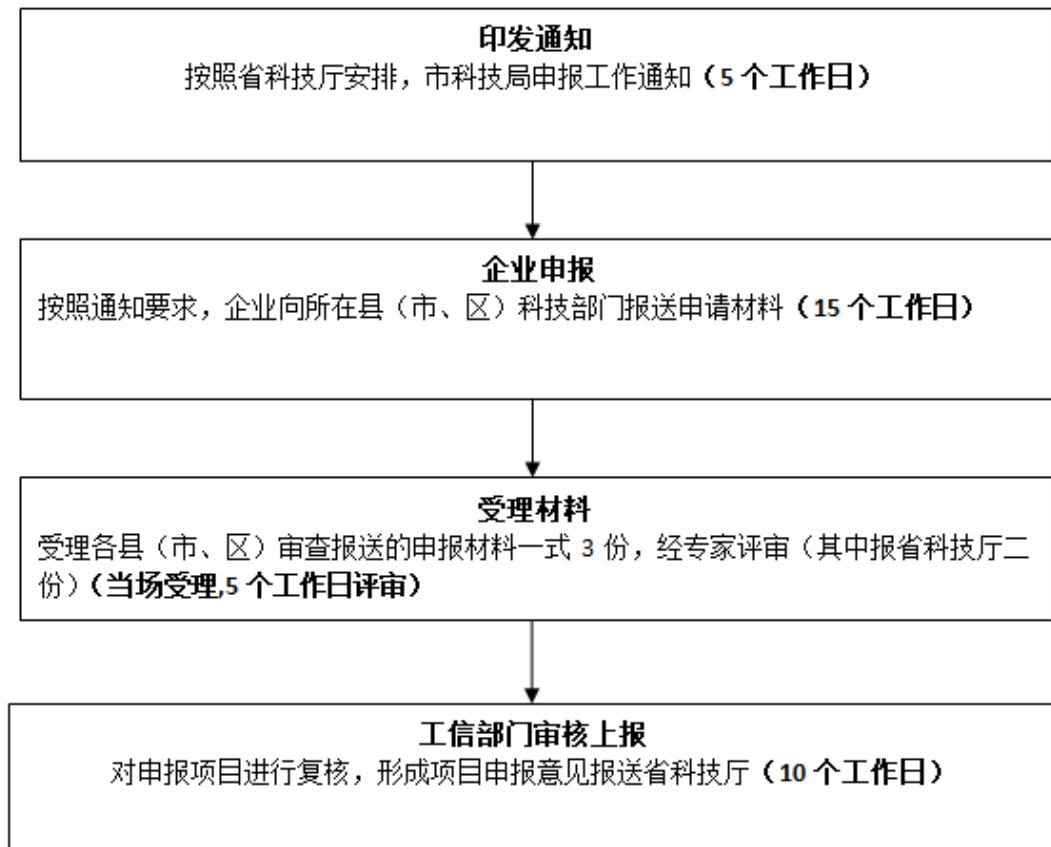 印发通知
按照省科技厅安排，市科技局申报工作通知（5 个工作日）
企业申报
按照通知要求，企业向所在县（市、区）科技部门报送申请材料（15 个工作日）
受理材料
受理各县（市、区）审查报送的申报材料一式 3 份，经专家评审（其中报省科技厅二
份）（当场受理,5 个工作日评审）
工信部门审核上报
对申报项目进行复核，形成项目申报意见报送省科技厅（10 个工作日）